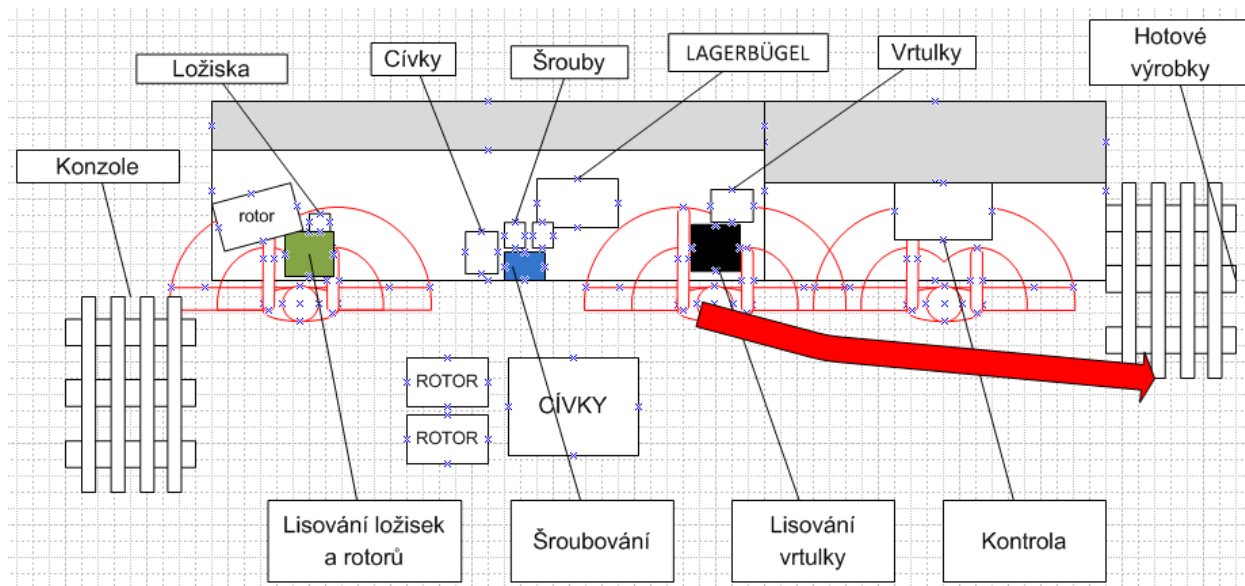 Ložiska
Cívky
Šrouby
LAGERBÜGEL
Vrtulky
Hotové
výrobky
Konzole
rotor
ROTOR
ROTOR
CÍVKY
Lisování ložisek
a rotorů
Šroubování
Lisování
vrtulky
Kontrola